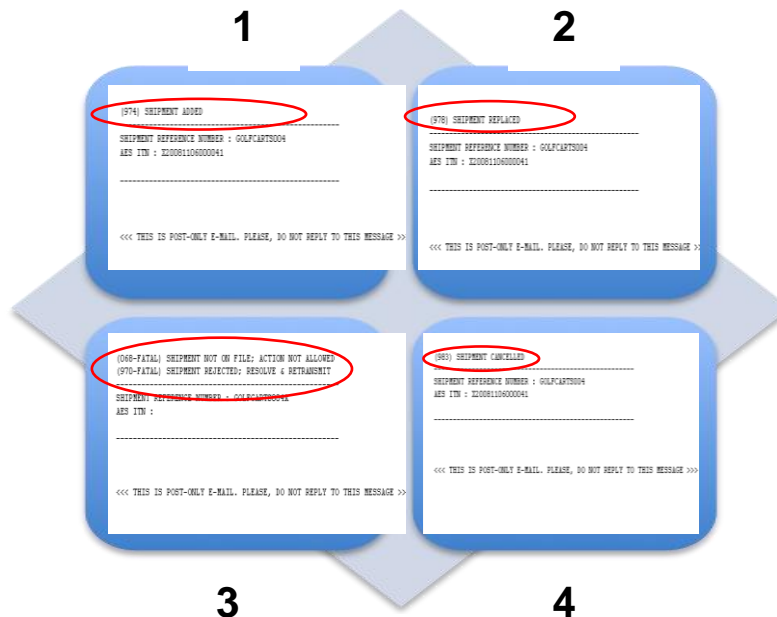 1
2
(974) SHIPMENT ADDED
SHIPMENT REFERENCE NUMBER : GOLFCARTS004
AES ITN : X20081106000041
<<< THIS IS POST-ONLY E-MAIL. PLEASE, DO NOT REPLY TO THIS MESSAGE >>
(978) SHIPMENT REPLACED
SHIPMENT REFERENCE NUMBER : GOLFCARTS004
AES ITN : X20081106000041
<<< THIS IS POST-ONLY E-MAIL. PLEASE, DO NOT REPLY TO THIS MESSAGE >
(068-FATAL) SHIPMENT NOT ON FILE; ACTION NOT ALLOWED
(970-FATAL) SHIPMENT REJECTED; RESOLVE & RETRANSMIT
SHIPMENT REFERENCE NUMBER : GOLFCARTS004X
AES ITN :
<<< THIS IS POST-ONLY E-MAIL. PLEASE, DO NOT REPLY TO THIS MESSAGE >>
(983) SHIPMENT CANCELLED
SHIPMENT REFERENCE NUMBER : GOLFCARTS004
AES ITN : X20081106000041
<<< THIS IS POST-ONLY E-MAIL. PLEASE, DO NOT REPLY TO THIS MESSAGE >>>
3
4